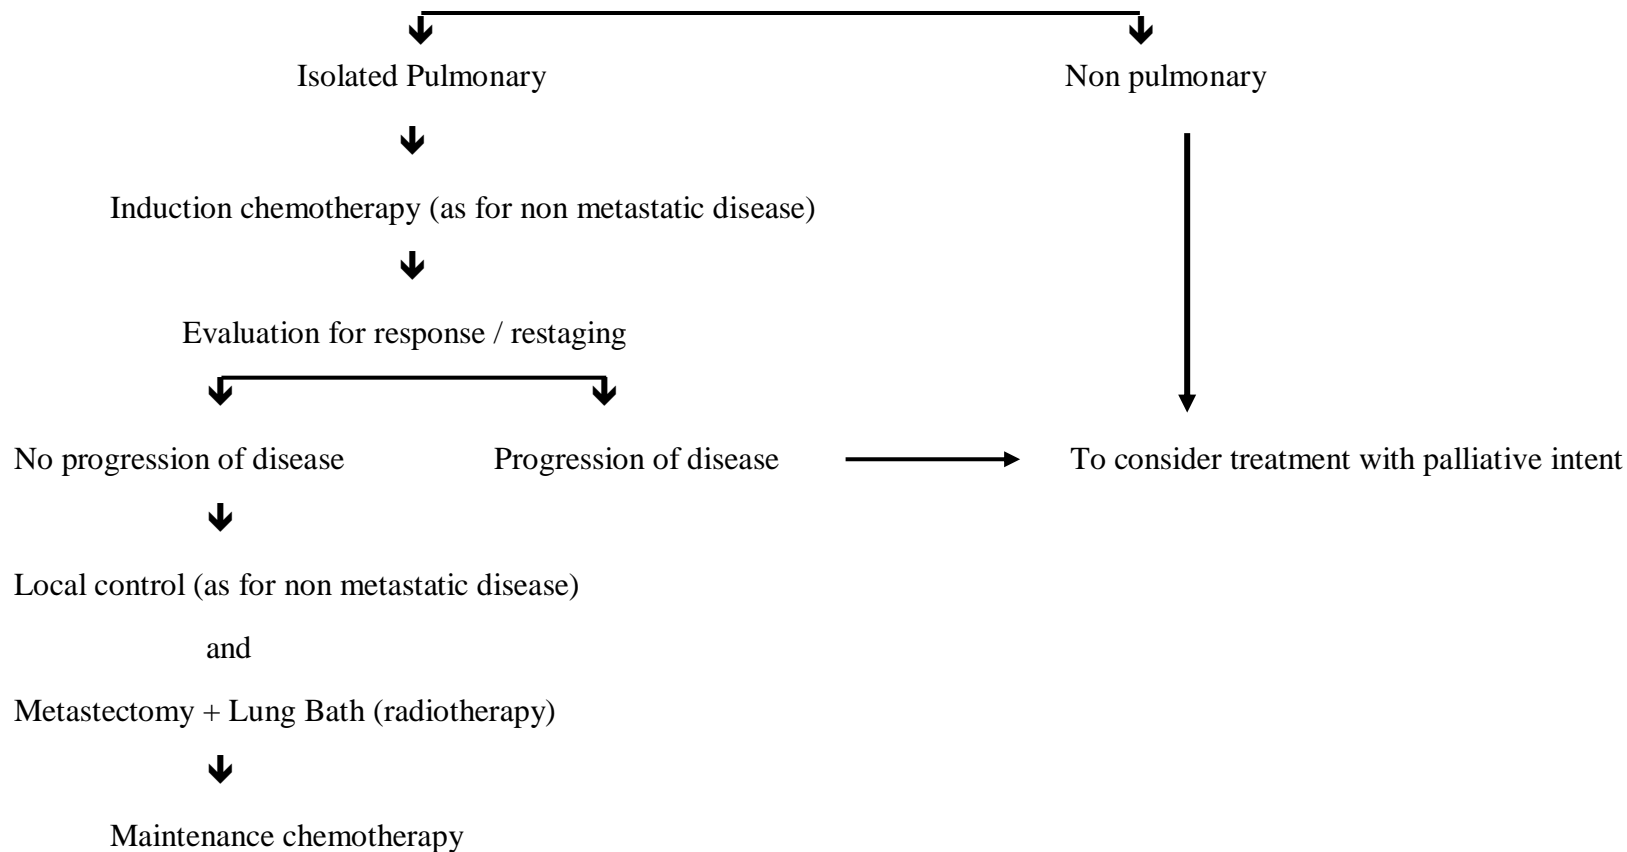 Isolated Pulmonary
Non pulmonary
Induction chemotherapy (as for non metastatic disease)
Evaluation for response / restaging
No progression of disease
Progression of disease
To consider treatment with palliative intent
Local control (as for non metastatic disease)
and
Metastectomy + Lung Bath (radiotherapy)
Maintenance chemotherapy